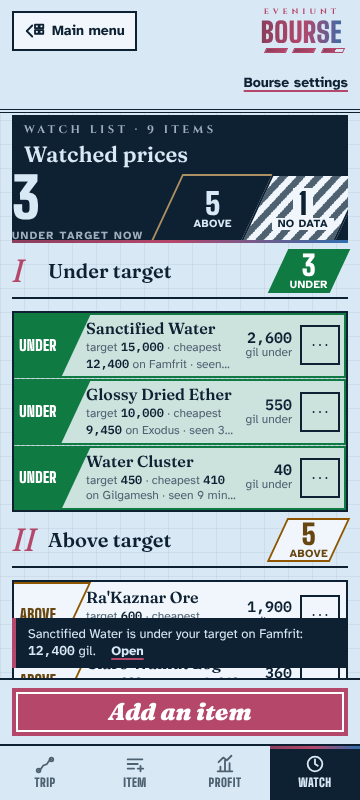 Main menu
EVENIUNT
BOURSE
Bourse settings
WATCH LIST · 9 ITEMS
Watched prices
3
UNDER TARGET NOW
5
ABOVE
1
NO DATA
I Under target
3
UNDER
UNDER
Sanctified Water
target 15,000 · cheapest
12,400 on Famfrit · seen...
2,600
gil under
...
UNDER
Glossy Dried Ether
target 10,000 · cheapest
9,450 on Exodus · seen 3...
550
gil under
...
UNDER
Water Cluster
target 450 · cheapest 410
on Gilgamesh · seen 9 min...
40
gil under
...
II Above target
5
ABOVE
ABOVE
Ra'Kaznar Ore
target 600 · cheapest
1,900
Sanctified Water is under your target on Famfrit:
12,400 gil. Open
ABOVE
360
Add an item
TRIP
ITEM
PROFIT
WATCH